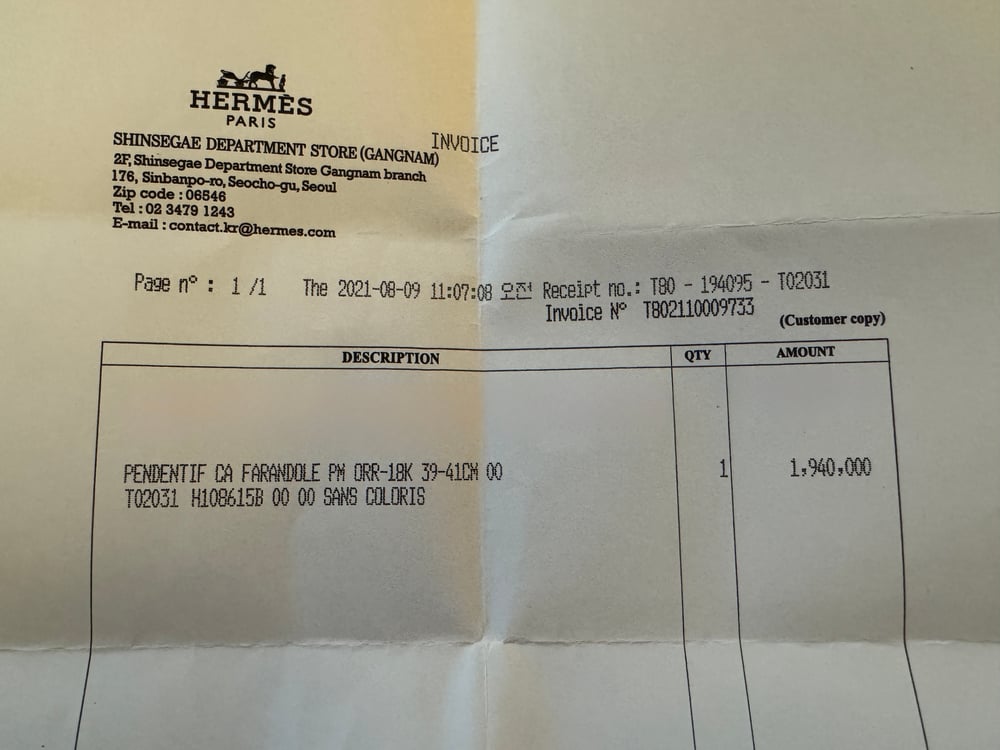 HERMÈS
PARIS
INVOICE
SHINSEGAE DEPARTMENT STORE (GANGNAM)
2F, Shinsegae Department Store Gangnam branch
176, Sinbanpo-ro, Seocho-gu, Seoul
Zip code : 06546
Tel : 02 3479 1243
E-mail : contact.kr@hermes.com
Page nº : 1 /1 The 2021-08-09 11:07:08 오전 Receipt no.: T80 - 194095 - T02031
Invoice Nº T802110009733
(Customer copy)
DESCRIPTION QTY AMOUNT
PENDENTIF CA FARANDOLE PM ORR-18K 39-41CM 00 1 1,940,000
T02031 H108615B 00 00 SANS COLORIS